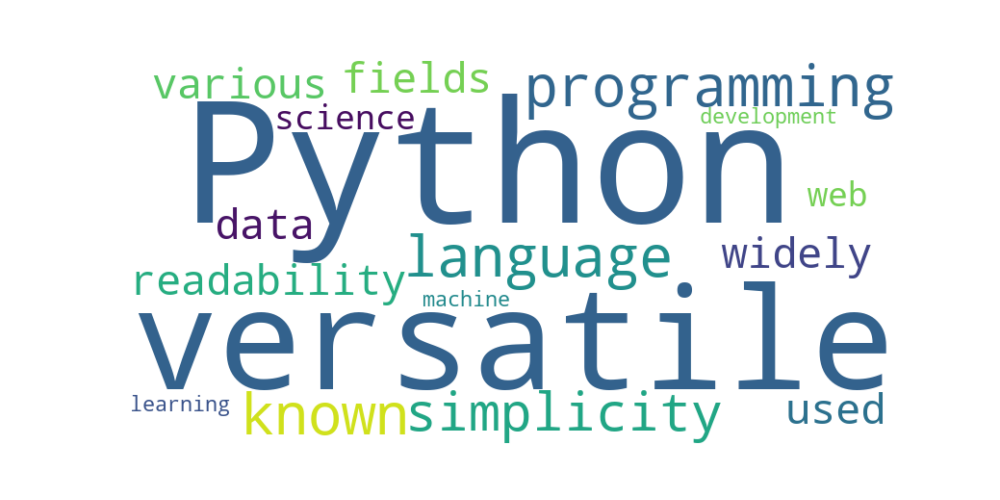 various fields programming
science development
Python
web
data
language widely
readability
machine
versatile
learning
known simplicity used